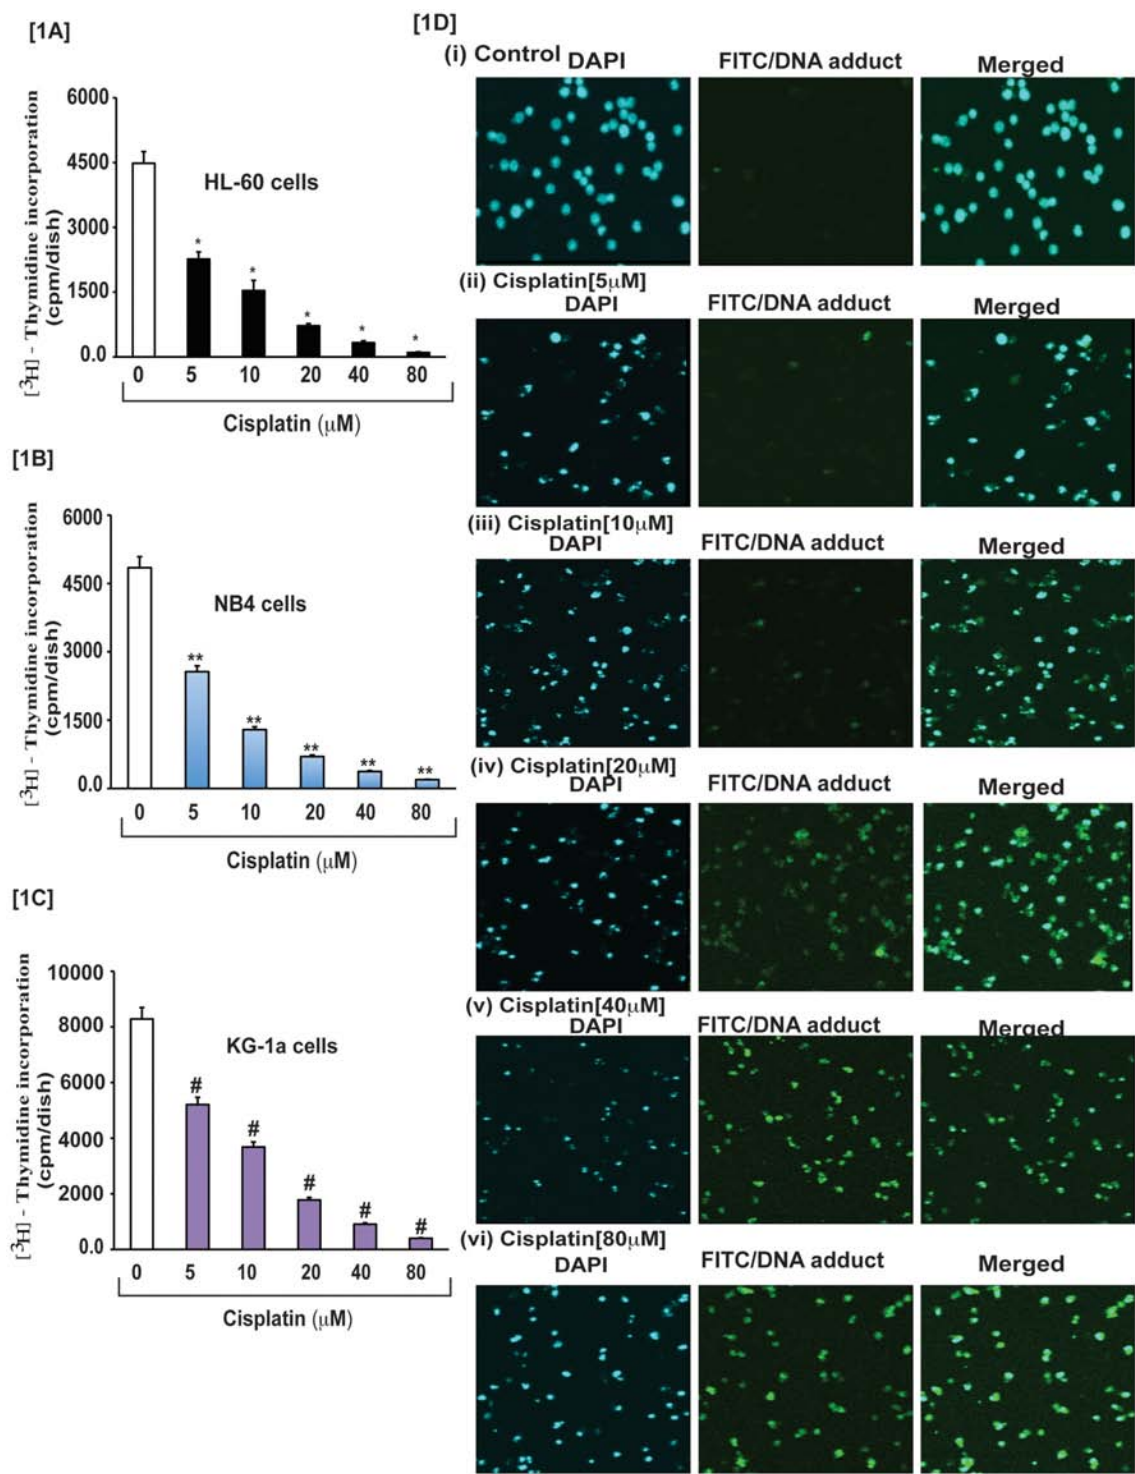 [1A]
[³H] - Thymidine incorporation
(cpm/dish)
6000
4500
3000
1500
0.0
HL-60 cells
*
*
*
*
*
0 5 10 20 40 80
Cisplatin (μM)
[1B]
[³H] - Thymidine incorporation
(cpm/dish)
6000
4500
3000
1500
0.0
NB4 cells
**
**
**
**
**
0 5 10 20 40 80
Cisplatin (μM)
[1C]
[³H] - Thymidine incorporation
(cpm/dish)
10000
8000
6000
4000
2000
0.0
KG-1a cells
#
#
#
#
#
0 5 10 20 40 80
Cisplatin (μM)
[1D]
(i) Control
DAPI FITC/DNA adduct Merged
(ii) Cisplatin[5μM]
DAPI FITC/DNA adduct Merged
(iii) Cisplatin[10μM]
DAPI FITC/DNA adduct Merged
(iv) Cisplatin[20μM]
DAPI FITC/DNA adduct Merged
(v) Cisplatin[40μM]
DAPI FITC/DNA adduct Merged
(vi) Cisplatin[80μM]
DAPI FITC/DNA adduct Merged